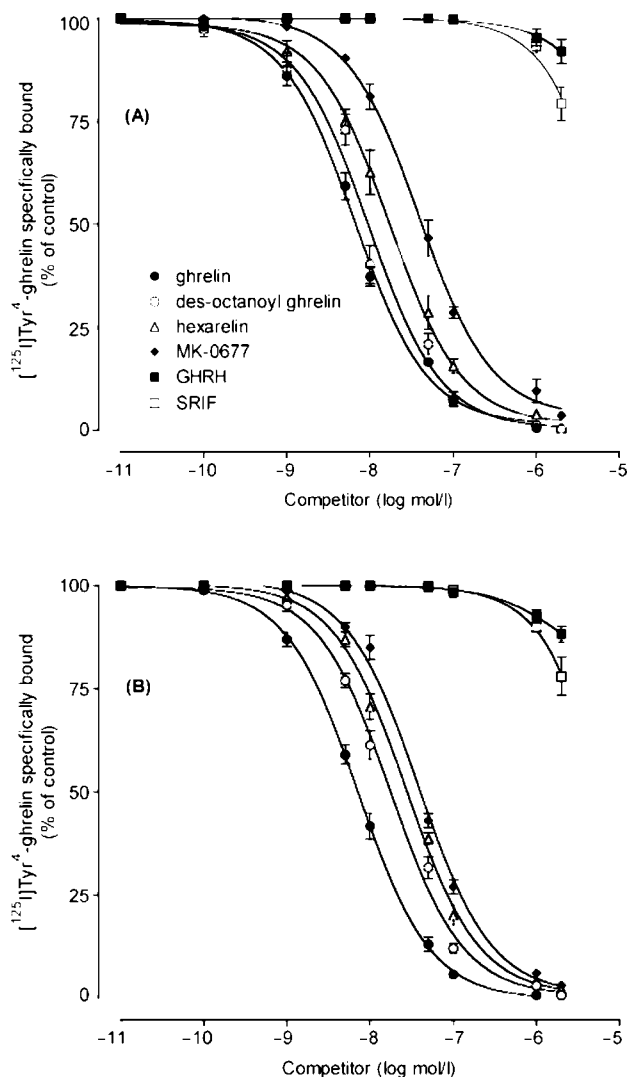 100
75
50
25
0
[¹²⁵I]Tyr⁴-ghrelin specifically bound
(% of control)
(A)
ghrelin
des-octanoyl ghrelin
hexarelin
MK-0677
GHRH
SRIF
−11 −10 −9 −8 −7 −6 −5
Competitor (log mol/l)
100
75
50
25
0
[¹²⁵I]Tyr⁴-ghrelin specifically bound
(% of control)
(B)
−11 −10 −9 −8 −7 −6 −5
Competitor (log mol/l)